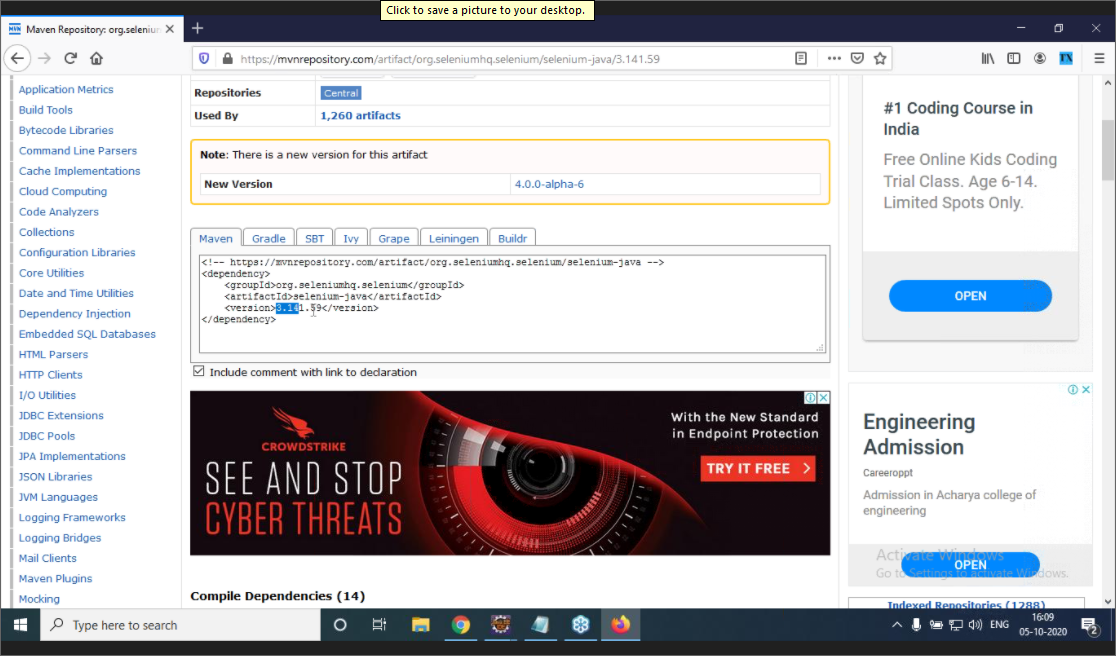 Click to save a picture to your desktop.
Maven Repository: org.seleniun
https://mvnrepository.com/artifact/org.seleniumhq.selenium/selenium-java/3.141.59
Application Metrics
Build Tools
Bytecode Libraries
Command Line Parsers
Cache Implementations
Cloud Computing
Code Analyzers
Collections
Configuration Libraries
Core Utilities
Date and Time Utilities
Dependency Injection
Embedded SQL Databases
HTML Parsers
HTTP Clients
I/O Utilities
JDBC Extensions
JDBC Pools
JPA Implementations
JSON Libraries
JVM Languages
Logging Frameworks
Logging Bridges
Mail Clients
Maven Plugins
Mocking
Repositories Central
Used By 1,260 artifacts
Note: There is a new version for this artifact
New Version 4.0.0-alpha-6
Maven Gradle SBT Ivy Grape Leiningen Buildr
<!-- https://mvnrepository.com/artifact/org.seleniumhq.selenium/selenium-java -->
<dependency>
<groupId>org.seleniumhq.selenium</groupId>
<artifactId>selenium-java</artifactId>
<version>3.141.59</version>
</dependency>
Include comment with link to declaration
CROWDSTRIKE
SEE AND STOP
CYBER THREATS
With the New Standard
in Endpoint Protection
TRY IT FREE
Compile Dependencies (14)
#1 Coding Course in
India
Free Online Kids Coding
Trial Class. Age 6-14.
Limited Spots Only.
OPEN
Engineering
Admission
Careeroppt
Admission in Acharya college of
engineering
Activate Windows
OPEN
Go to Settings to activate Windows.
Indexed Repositories (1288)
Type here to search
ENG
16:09
05-10-2020
2